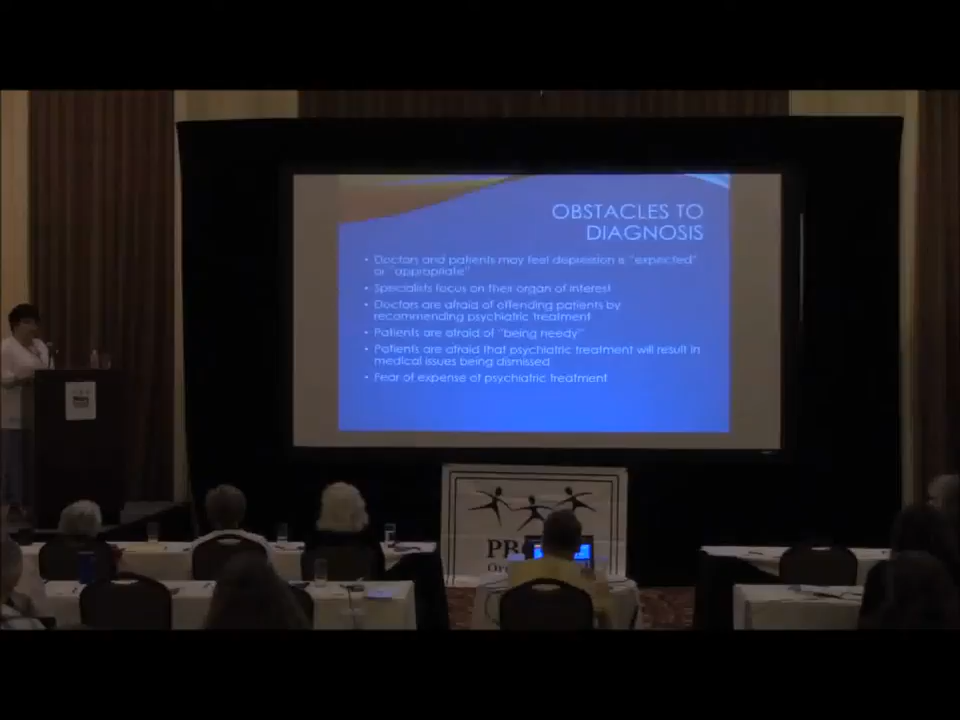 OBSTACLES TO
DIAGNOSIS
• Doctors and patients may feel depression is "expected"
or "appropriate"
• Specialists focus on their organ of interest
• Doctors are afraid of offending patients by
recommending psychiatric treatment
• Patients are afraid of "being needy"
• Patients are afraid that psychiatric treatment will result in
medical issues being dismissed
• Fear of expense of psychiatric treatment